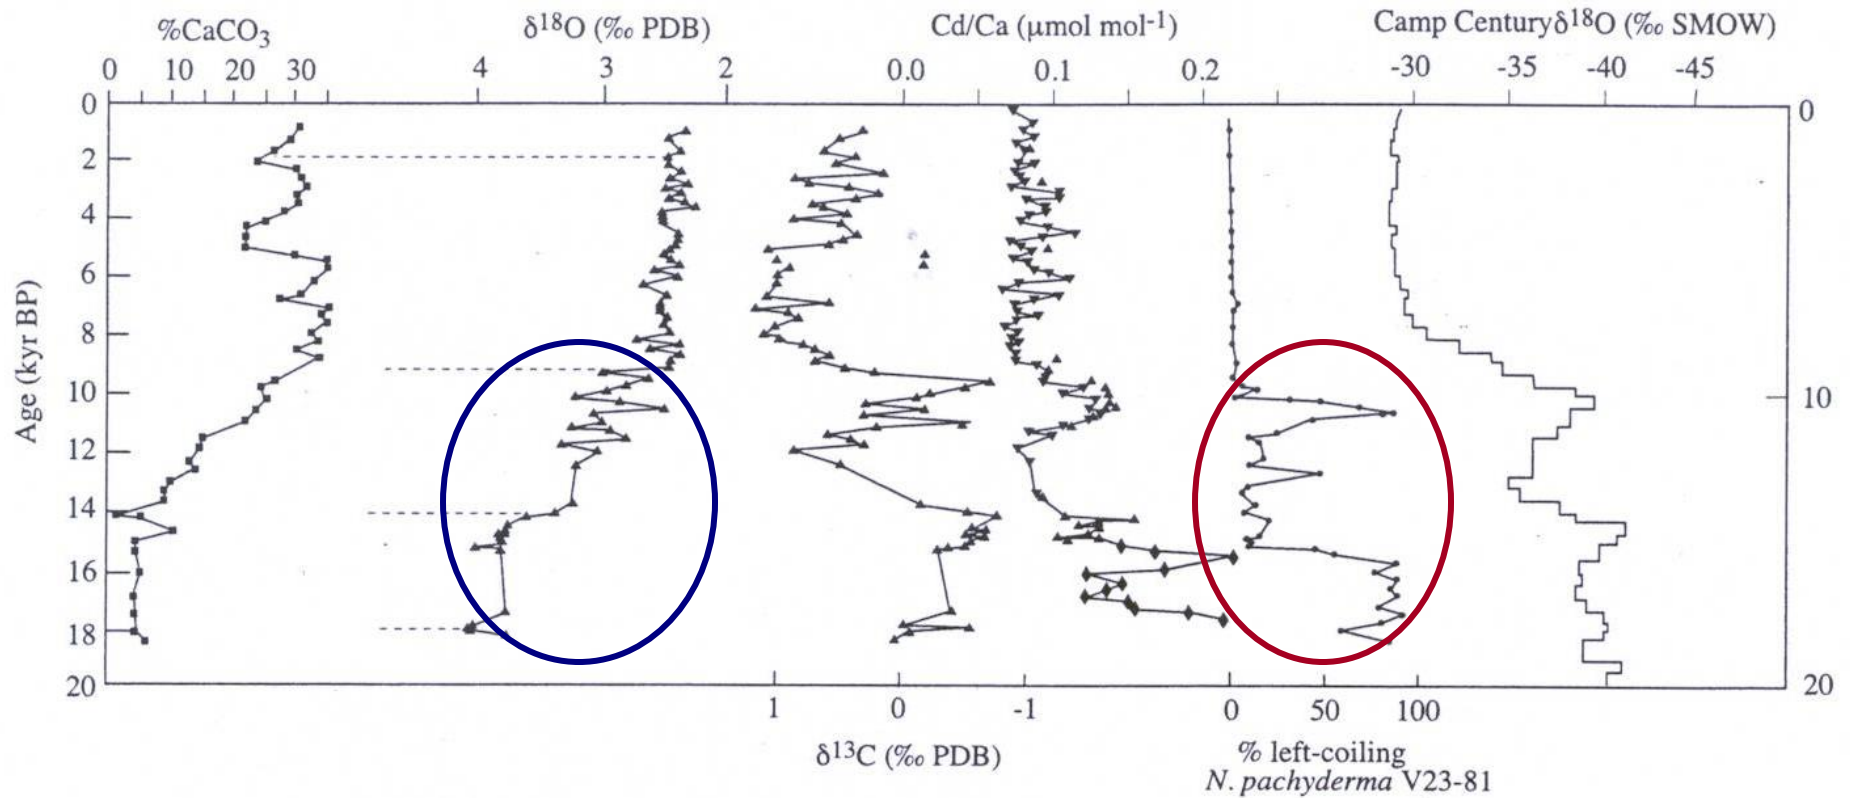 %CaCO3 δ18O (‰ PDB) Cd/Ca (μmol mol-1) Camp Century δ18O (‰ SMOW)
0 10 20 30 4 3 2 0.0 0.1 0.2 -30 -35 -40 -45
0 0
2
4
6
8
10 10
12
14
16
18
20 20
Age (kyr BP)
1 0 -1 0 50 100
δ13C (‰ PDB) % left-coiling
N. pachyderma V23-81